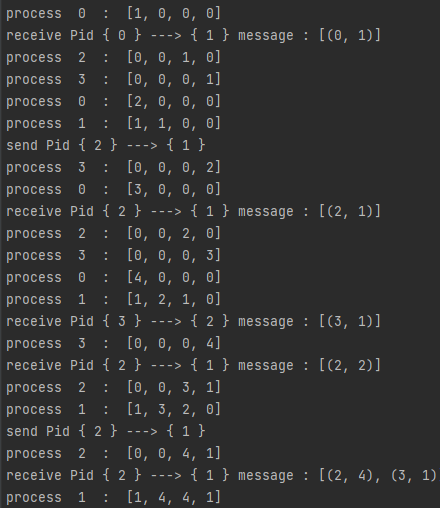 process  0  :  [1, 0, 0, 0]
receive Pid { 0 } ---> { 1 } message : [(0, 1)]
process  2  :  [0, 0, 1, 0]
process  3  :  [0, 0, 0, 1]
process  0  :  [2, 0, 0, 0]
process  1  :  [1, 1, 0, 0]
send Pid { 2 } ---> { 1 }
process  3  :  [0, 0, 0, 2]
process  0  :  [3, 0, 0, 0]
receive Pid { 2 } ---> { 1 } message : [(2, 1)]
process  2  :  [0, 0, 2, 0]
process  3  :  [0, 0, 0, 3]
process  0  :  [4, 0, 0, 0]
process  1  :  [1, 2, 1, 0]
receive Pid { 3 } ---> { 2 } message : [(3, 1)]
process  3  :  [0, 0, 0, 4]
receive Pid { 2 } ---> { 1 } message : [(2, 2)]
process  2  :  [0, 0, 3, 1]
process  1  :  [1, 3, 2, 0]
send Pid { 2 } ---> { 1 }
process  2  :  [0, 0, 4, 1]
receive Pid { 2 } ---> { 1 } message : [(2, 4), (3, 1)
process  1  :  [1, 4, 4, 1]